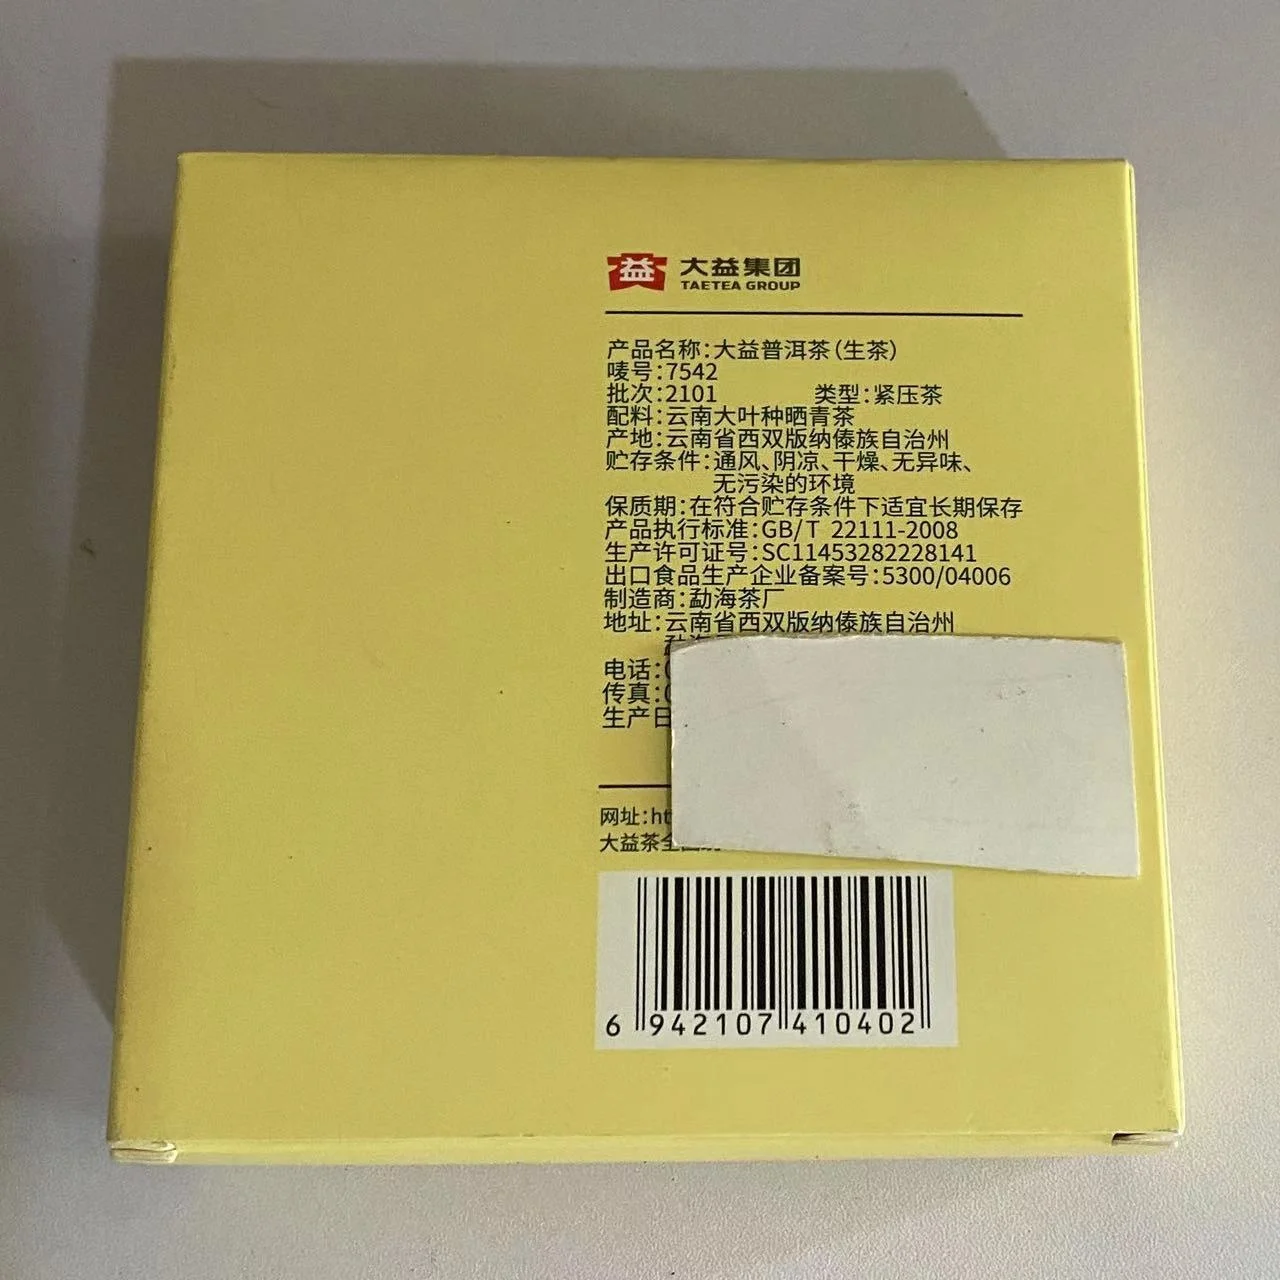 益 大益集团
TAETEA GROUP
产品名称：大益普洱茶（生茶）
唛号：7542
批次：2101 类型：紧压茶
配料：云南大叶种晒青茶
产地：云南省西双版纳傣族自治州
贮存条件：通风、阴凉、干燥、无异味、
无污染的环境
保质期：在符合贮存条件下适宜长期保存
产品执行标准：GB/T 22111-2008
生产许可证号：SC11453282228141
出口食品生产企业备案号：5300/04006
制造商：勐海茶厂
地址：云南省西双版纳傣族自治州
电话：
传真：
生产日
网址：ht
大益茶全
6 942107 410402